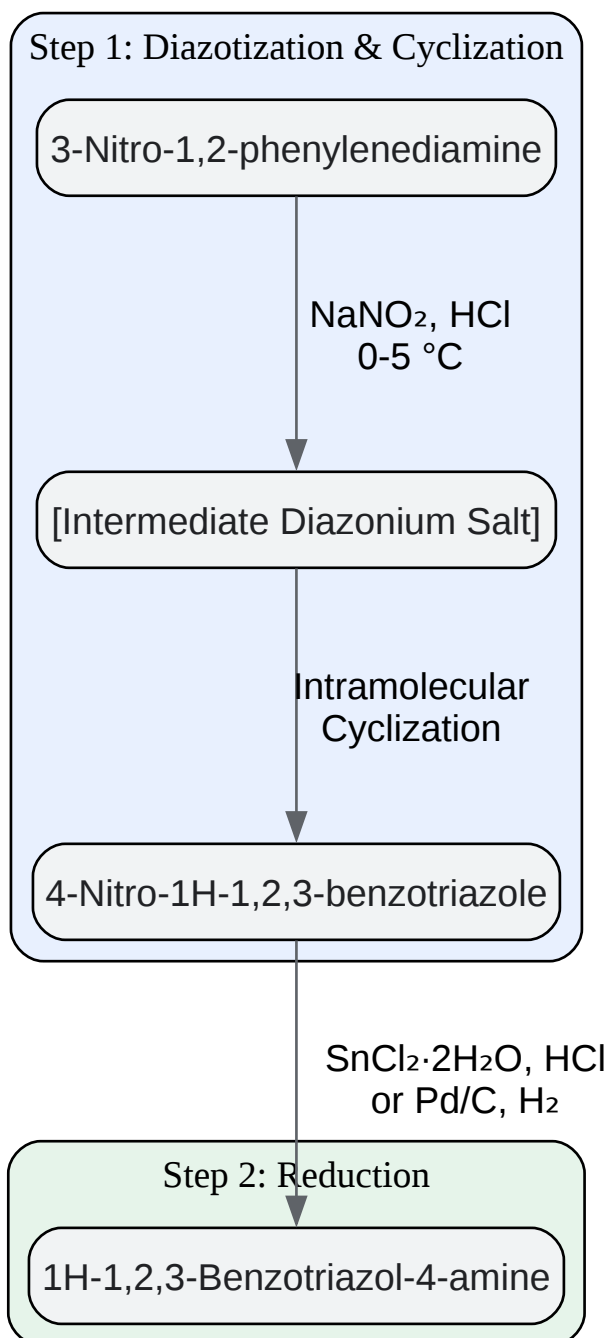 Step 1: Diazotization & Cyclization
3-Nitro-1,2-phenylenediamine
NaNO₂, HCl
0-5 °C
[Intermediate Diazonium Salt]
Intramolecular
Cyclization
4-Nitro-1H-1,2,3-benzotriazole
SnCl₂·2H₂O, HCl
or Pd/C, H₂
Step 2: Reduction
1H-1,2,3-Benzotriazol-4-amine